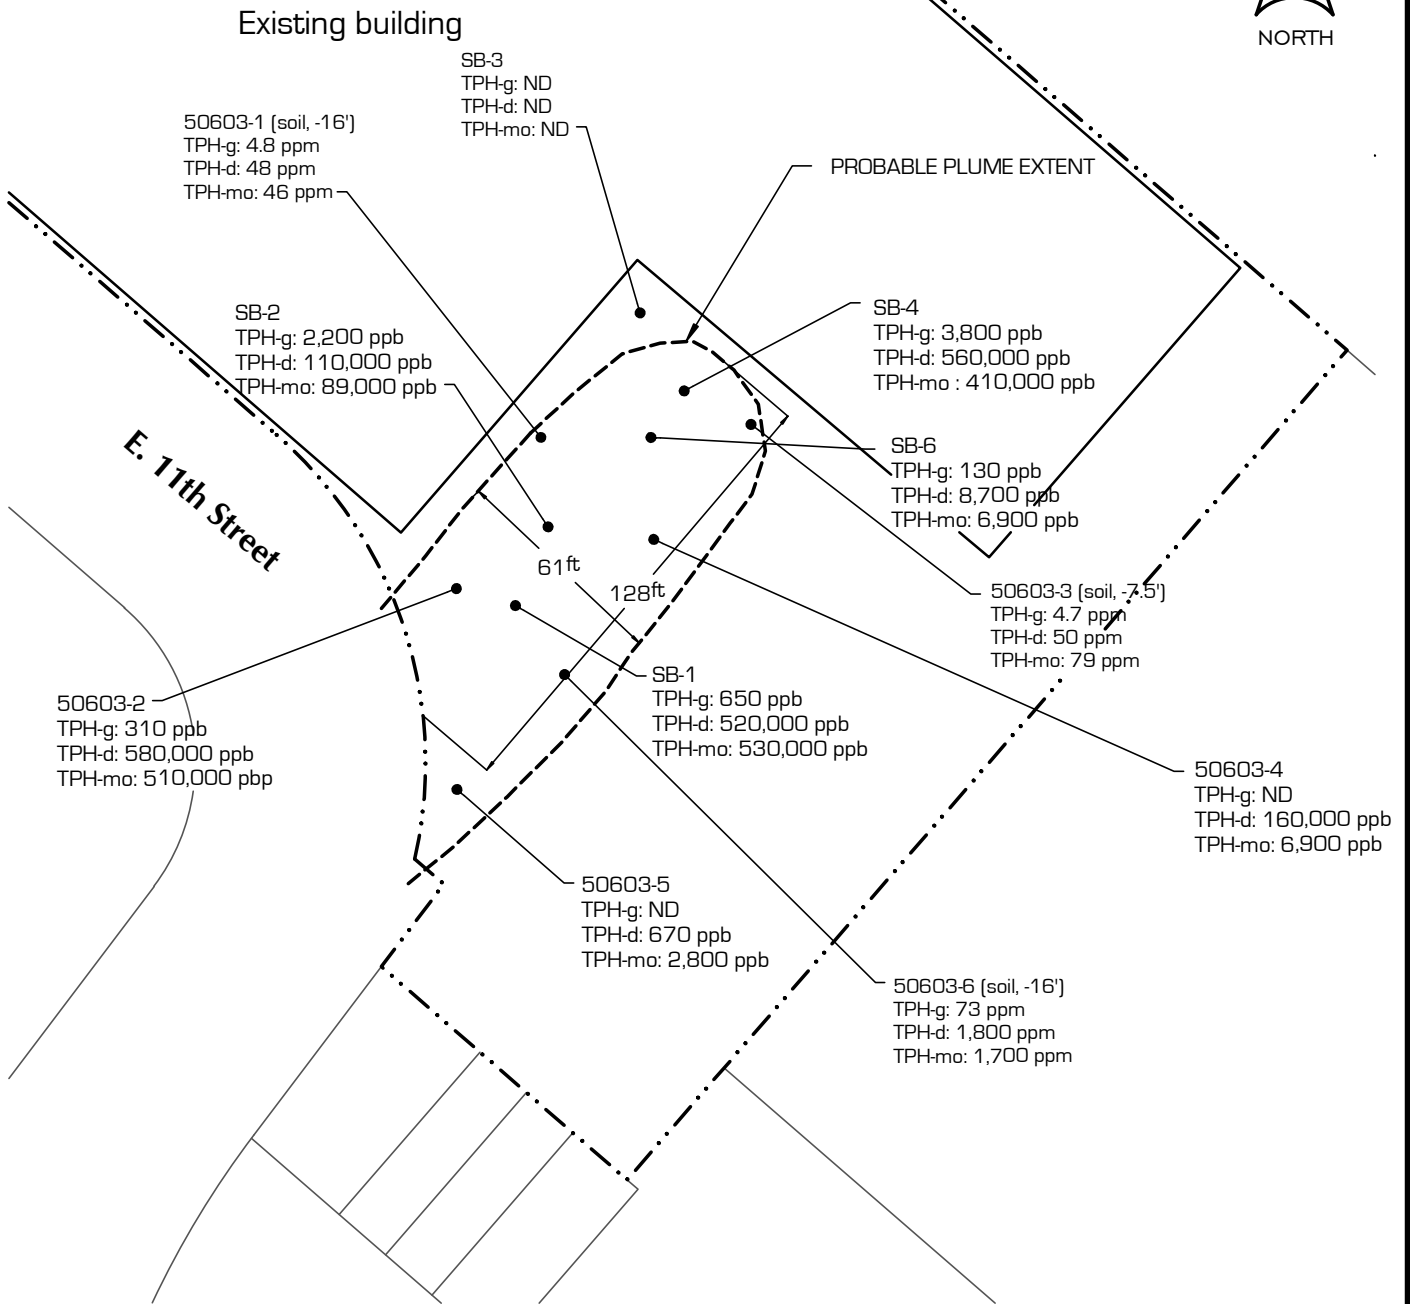 Existing building
NORTH
SB-3
TPH-g: ND
TPH-d: ND
TPH-mo: ND
50603-1 (soil, -16')
TPH-g: 4.8 ppm
TPH-d: 48 ppm
TPH-mo: 46 ppm
PROBABLE PLUME EXTENT
SB-2
TPH-g: 2,200 ppb
TPH-d: 110,000 ppb
TPH-mo: 89,000 ppb
SB-4
TPH-g: 3,800 ppb
TPH-d: 560,000 ppb
TPH-mo : 410,000 ppb
E. 11th Street
SB-6
TPH-g: 130 ppb
TPH-d: 8,700 ppb
TPH-mo: 6,900 ppb
61ft
128ft
50603-3 (soil, -7.5')
TPH-g: 4.7 ppm
TPH-d: 50 ppm
TPH-mo: 79 ppm
50603-2
TPH-g: 310 ppb
TPH-d: 580,000 ppb
TPH-mo: 510,000 pbp
SB-1
TPH-g: 650 ppb
TPH-d: 520,000 ppb
TPH-mo: 530,000 ppb
50603-4
TPH-g: ND
TPH-d: 160,000 ppb
TPH-mo: 6,900 ppb
50603-5
TPH-g: ND
TPH-d: 670 ppb
TPH-mo: 2,800 ppb
50603-6 (soil, -16')
TPH-g: 73 ppm
TPH-d: 1,800 ppm
TPH-mo: 1,700 ppm